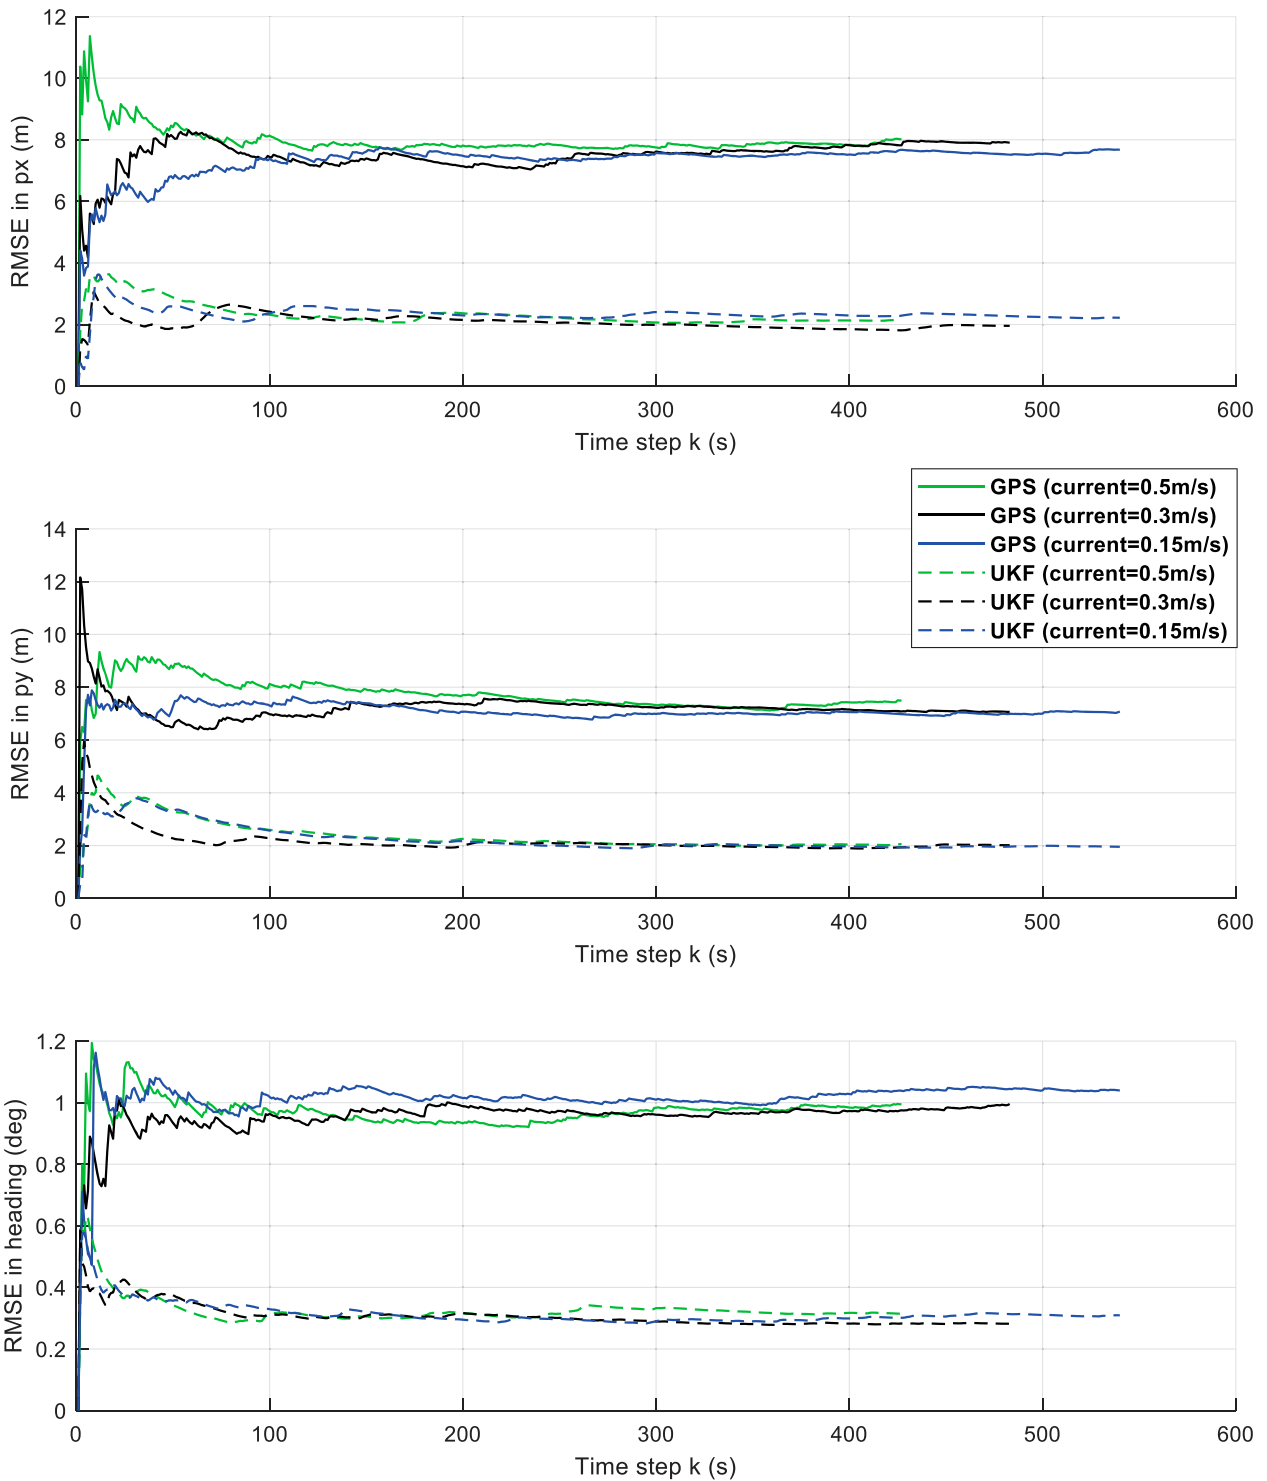 12
10
8
6
4
2
0
RMSE in px (m)
0 100 200 300 400 500 600
Time step k (s)
GPS (current=0.5m/s)
GPS (current=0.3m/s)
GPS (current=0.15m/s)
UKF (current=0.5m/s)
UKF (current=0.3m/s)
UKF (current=0.15m/s)
14
12
10
8
6
4
2
0
RMSE in py (m)
0 100 200 300 400 500 600
Time step k (s)
1.2
1
0.8
0.6
0.4
0.2
0
RMSE in heading (deg)
0 100 200 300 400 500 600
Time step k (s)